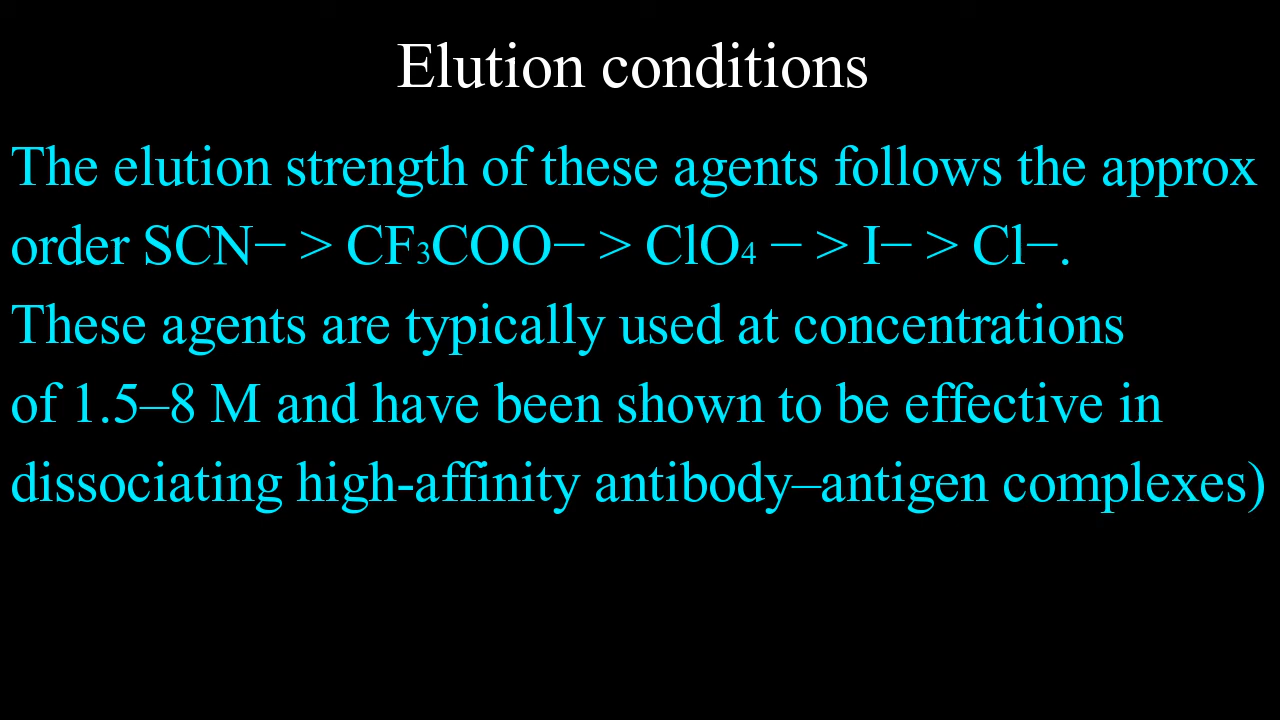 Elution conditions
The elution strength of these agents follows the approx
order SCN− > CF₃COO− > ClO₄ − > I− > Cl−.
These agents are typically used at concentrations
of 1.5–8 M and have been shown to be effective in
dissociating high-affinity antibody–antigen complexes)